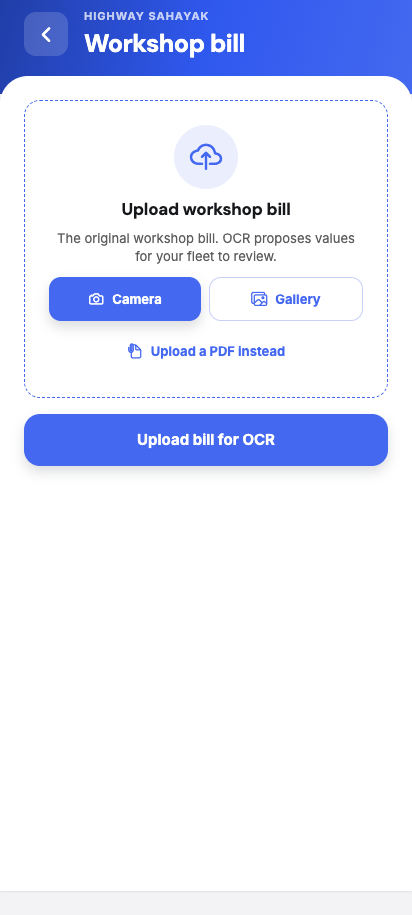 HIGHWAY SAHAYAK
Workshop bill
Upload workshop bill
The original workshop bill. OCR proposes values
for your fleet to review.
Camera
Gallery
Upload a PDF instead
Upload bill for OCR